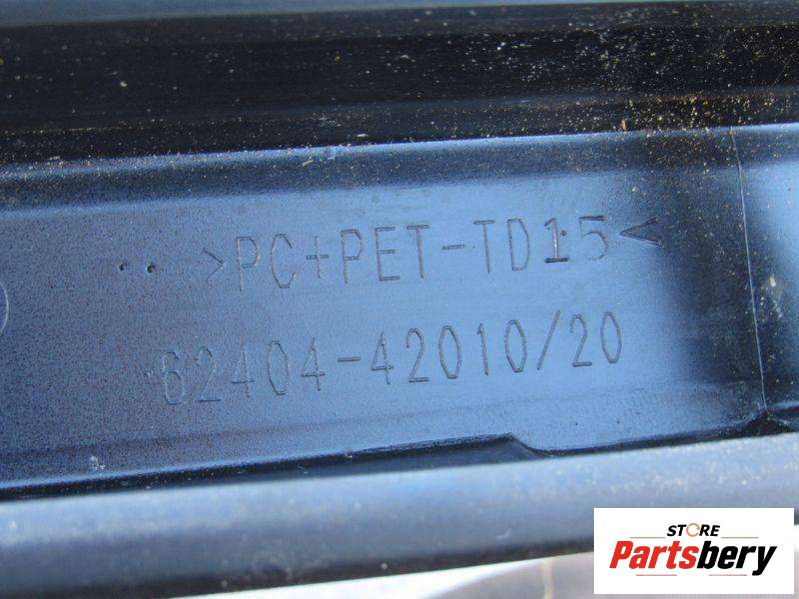 >PC+PET-TD15<
62404-42010/20
STORE
Partsbery